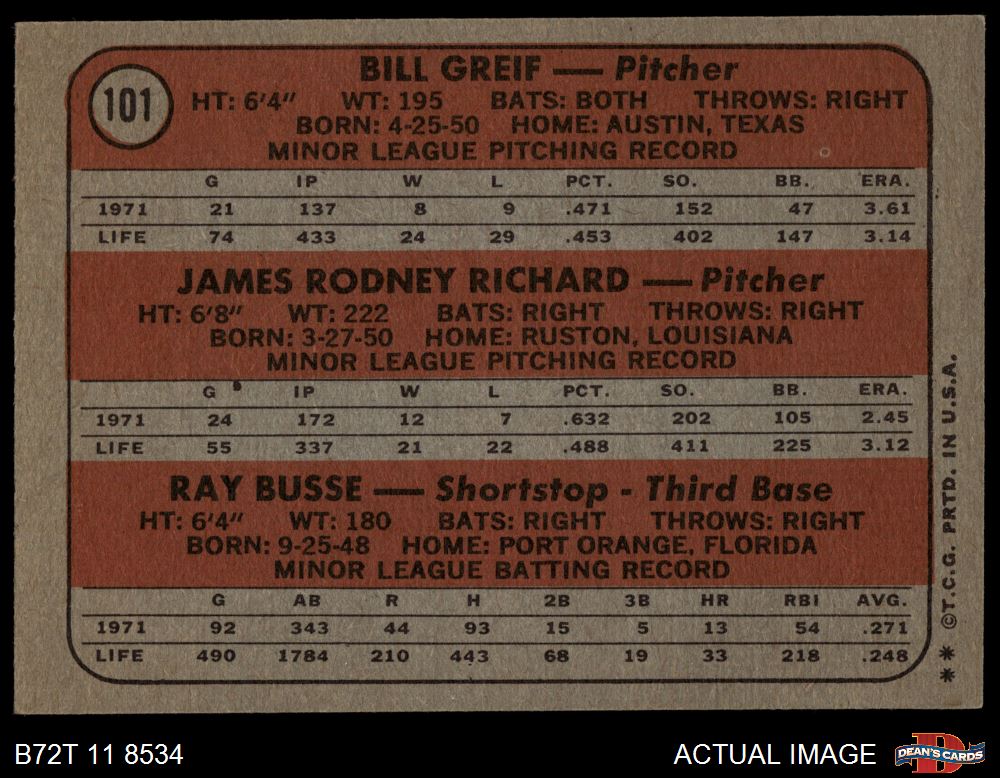 101
BILL GREIF — Pitcher
HT: 6'4" WT: 195 BATS: BOTH THROWS: RIGHT
BORN: 4-25-50 HOME: AUSTIN, TEXAS
MINOR LEAGUE PITCHING RECORD
G IP W L PCT. SO. BB. ERA.
1971 21 137 8 9 .471 152 47 3.61
LIFE 74 433 24 29 .453 402 147 3.14
JAMES RODNEY RICHARD — Pitcher
HT: 6'8" WT: 222 BATS: RIGHT THROWS: RIGHT
BORN: 3-27-50 HOME: RUSTON, LOUISIANA
MINOR LEAGUE PITCHING RECORD
G IP W L PCT. SO. BB. ERA.
1971 24 172 12 7 .632 202 105 2.45
LIFE 55 337 21 22 .488 411 225 3.12
RAY BUSSE — Shortstop - Third Base
HT: 6'4" WT: 180 BATS: RIGHT THROWS: RIGHT
BORN: 9-25-48 HOME: PORT ORANGE, FLORIDA
MINOR LEAGUE BATTING RECORD
G AB R H 2B 3B HR RBI AVG.
1971 92 343 44 93 15 5 13 54 .271
LIFE 490 1784 210 443 68 19 33 218 .248
** ©T.C.G. PRTD. IN U.S.A.
B72T 11 8534
ACTUAL IMAGE
D
DEAN'S CARDS